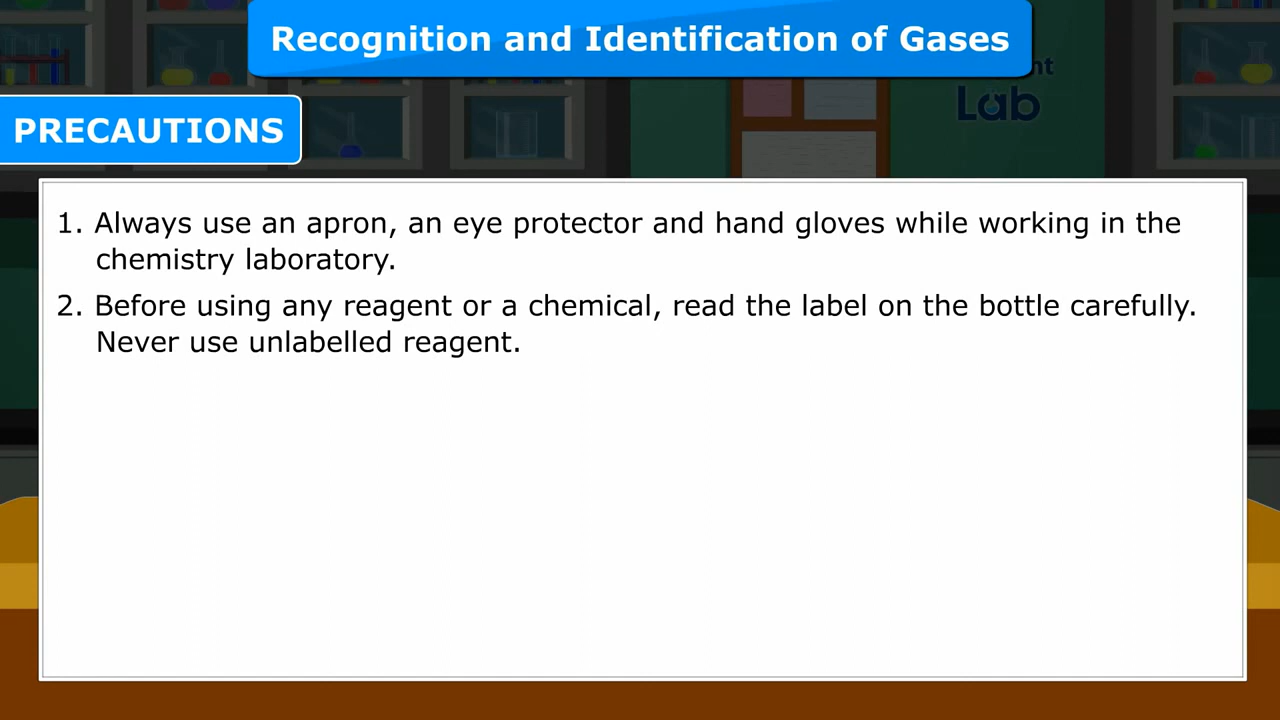 Recognition and Identification of Gases
nt
Lab
PRECAUTIONS
1. Always use an apron, an eye protector and hand gloves while working in the
chemistry laboratory.
2. Before using any reagent or a chemical, read the label on the bottle carefully.
Never use unlabelled reagent.